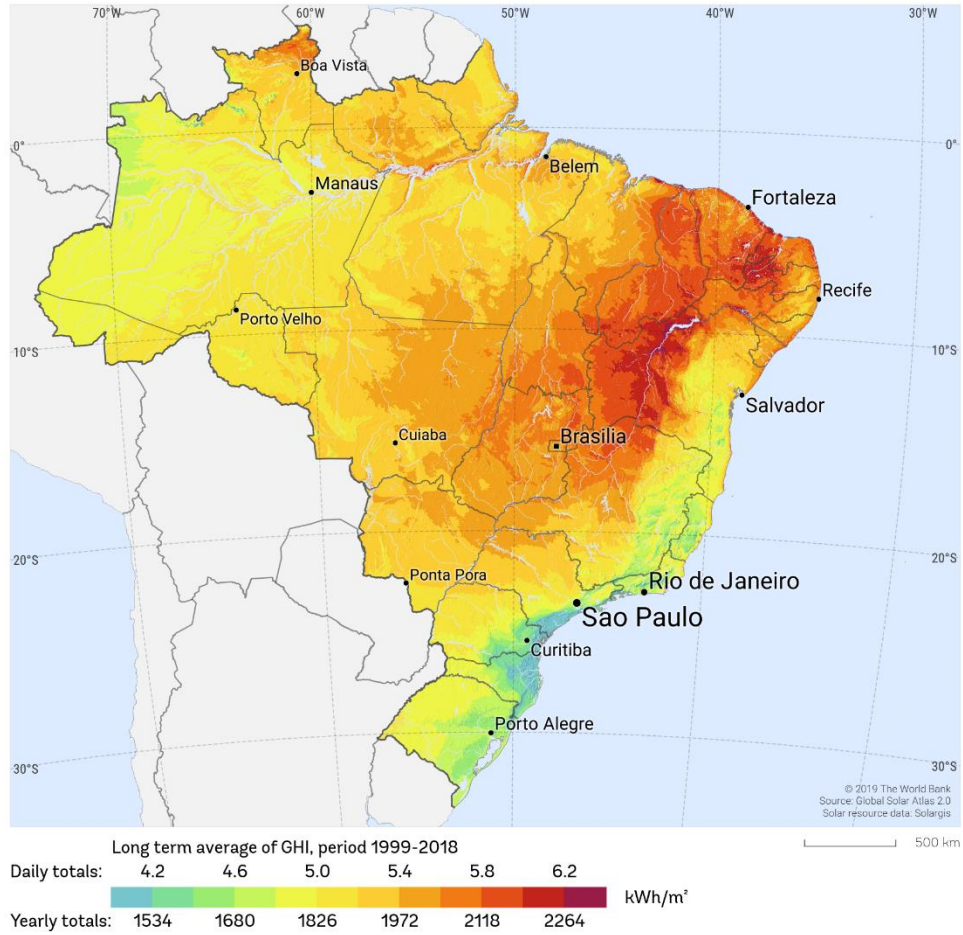 70°W 60°W 50°W 40°W 30°W
Boa Vista
0° 0°
Belem
Manaus
Fortaleza
Recife
Porto Velho
10°S 10°S
Salvador
Cuiaba
Brasilia
20°S 20°S
Ponta Pora
Rio de Janeiro
Sao Paulo
Curitiba
Porto Alegre
30°S 30°S
© 2019 The World Bank
Source: Global Solar Atlas 2.0
Solar resource data: Solargis
500 km
Long term average of GHI, period 1999-2018
Daily totals: 4.2 4.6 5.0 5.4 5.8 6.2
kWh/m²
Yearly totals: 1534 1680 1826 1972 2118 2264
70°W 60°W 50°W 40°W